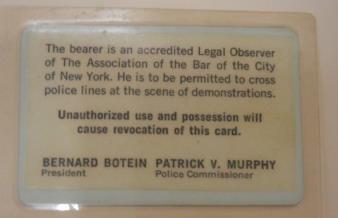 The bearer is an accredited Legal Observer
of The Association of the Bar of the City
of New York. He is to be permitted to cross
police lines at the scene of demonstrations.
Unauthorized use and possession will
cause revocation of this card.
BERNARD BOTEIN PATRICK V. MURPHY
President Police Commissioner